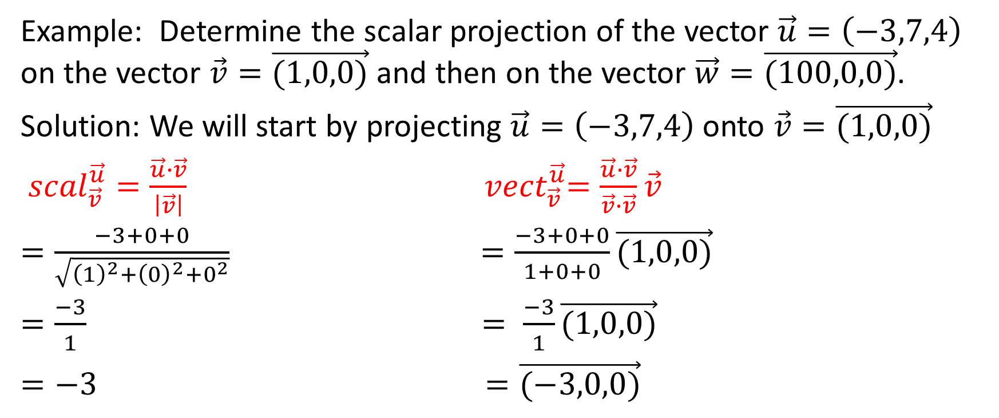 Example:  Determine the scalar projection of the vector $\vec{u} = (-3,7,4)$
on the vector $\vec{v} = \overrightarrow{(1,0,0)}$ and then on the vector $\vec{w} = \overrightarrow{(100,0,0)}$.
Solution: We will start by projecting $\vec{u} = (-3,7,4)$ onto $\vec{v} = \overrightarrow{(1,0,0)}$
$scal_{\vec{v}}^{\vec{u}} = \frac{\vec{u}\cdot\vec{v}}{|\vec{v}|}$
$= \frac{-3+0+0}{\sqrt{(1)^2+(0)^2+0^2}}$
$= \frac{-3}{1}$
$= -3$
$vect_{\vec{v}}^{\vec{u}} = \frac{\vec{u}\cdot\vec{v}}{\vec{v}\cdot\vec{v}}\vec{v}$
$= \frac{-3+0+0}{1+0+0}\overrightarrow{(1,0,0)}$
$= \frac{-3}{1}\overrightarrow{(1,0,0)}$
$= \overrightarrow{(-3,0,0)}$